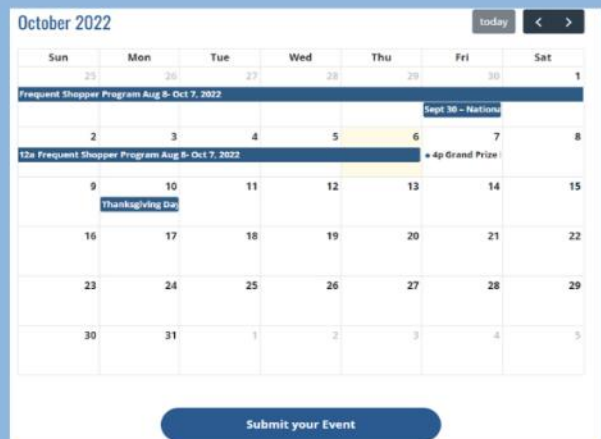 October 2022
today
Sun Mon Tue Wed Thu Fri Sat
25 26 27 28 29 30 1
Frequent Shopper Program Aug 8- Oct 7, 2022
Sept 30 – Nationa
2 3 4 5 6 7 8
12a Frequent Shopper Program Aug 8- Oct 7, 2022
4p Grand Prize
9 10 11 12 13 14 15
Thanksgiving Day
16 17 18 19 20 21 22
23 24 25 26 27 28 29
30 31 1 2 3 4 5
Submit your Event